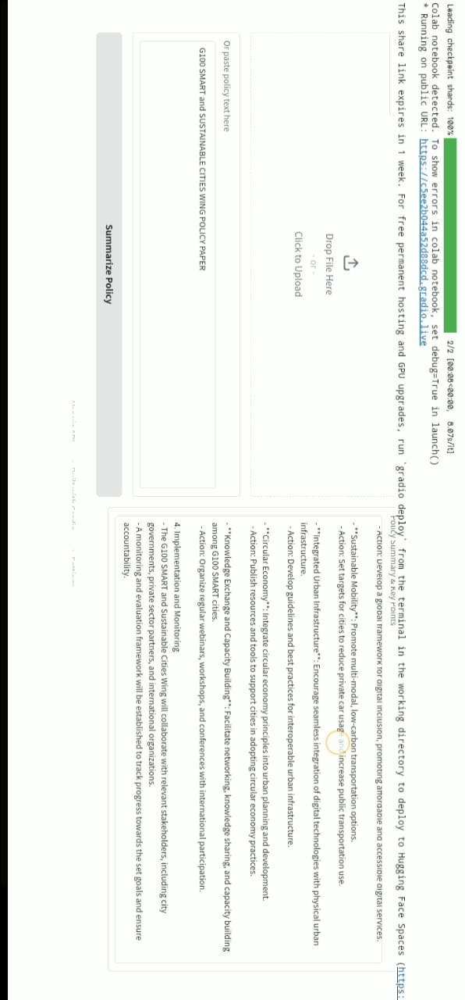 Loading checkpoint shards: 100% 2/2 [00:08<00:00, 8.07s/it]
Colab notebook detected. To show errors in colab notebook, set debug=True in launch()
* Running on public URL: https://c5ee2b044a52d88dcd.gradio.live
This share link expires in 1 week. For free permanent hosting and GPU upgrades, run `gradio deploy` from the terminal in the working directory to deploy to Hugging Face Spaces (https:
Drop File Here
- or -
Click to Upload
Or paste policy text here
G100 SMART and SUSTAINABLE CITIES WING POLICY PAPER
Summarize Policy
Policy Summary & Key Points
- Action: Develop a global framework for digital inclusion, promoting affordable and accessible digital services.
- **Sustainable Mobility**: Promote multi-modal, low-carbon transportation options.
- Action: Set targets for cities to reduce private car usage and increase public transportation use.
- **Integrated Urban Infrastructure**: Encourage seamless integration of digital technologies with physical urban
infrastructure.
- Action: Develop guidelines and best practices for interoperable urban infrastructure.
- **Circular Economy**: Integrate circular economy principles into urban planning and development.
- Action: Publish resources and tools to support cities in adopting circular economy practices.
- **Knowledge Exchange and Capacity Building**: Facilitate networking, knowledge sharing, and capacity building
among G100 SMART cities.
- Action: Organize regular webinars, workshops, and conferences with international participation.
4. Implementation and Monitoring
- The G100 SMART and Sustainable Cities Wing will collaborate with relevant stakeholders, including city
governments, private sector partners, and international organizations.
- A monitoring and evaluation framework will be established to track progress towards the set goals and ensure
accountability.